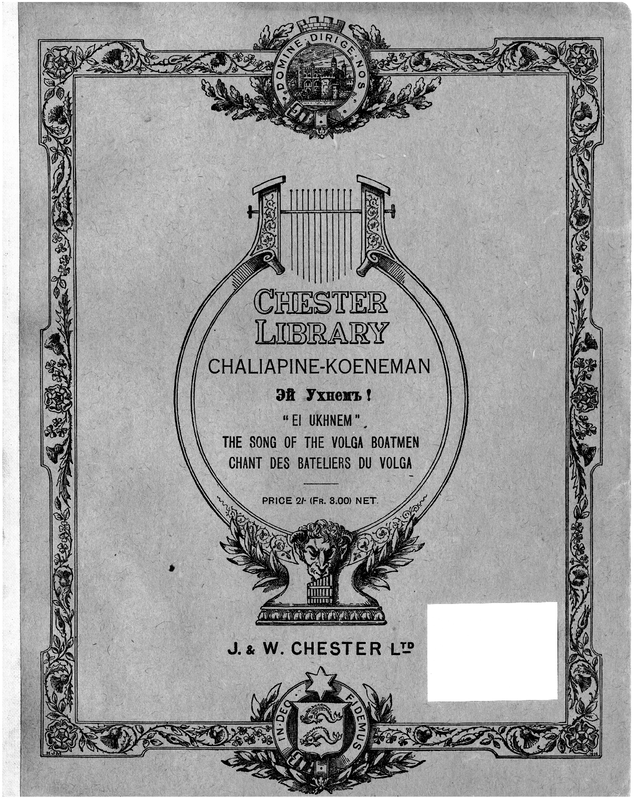 DOMINE·DIRIGE·NOS
CHESTER
LIBRARY
CHALIAPINE-KOENEMAN
Эй Ухнемъ!
"EI UKHNEM"
THE SONG OF THE VOLGA BOATMEN
CHANT DES BATELIERS DU VOLGA
PRICE 2/- (FR. 3.00) NET.
J. & W. CHESTER LTD
IN·DEO FIDEMUS